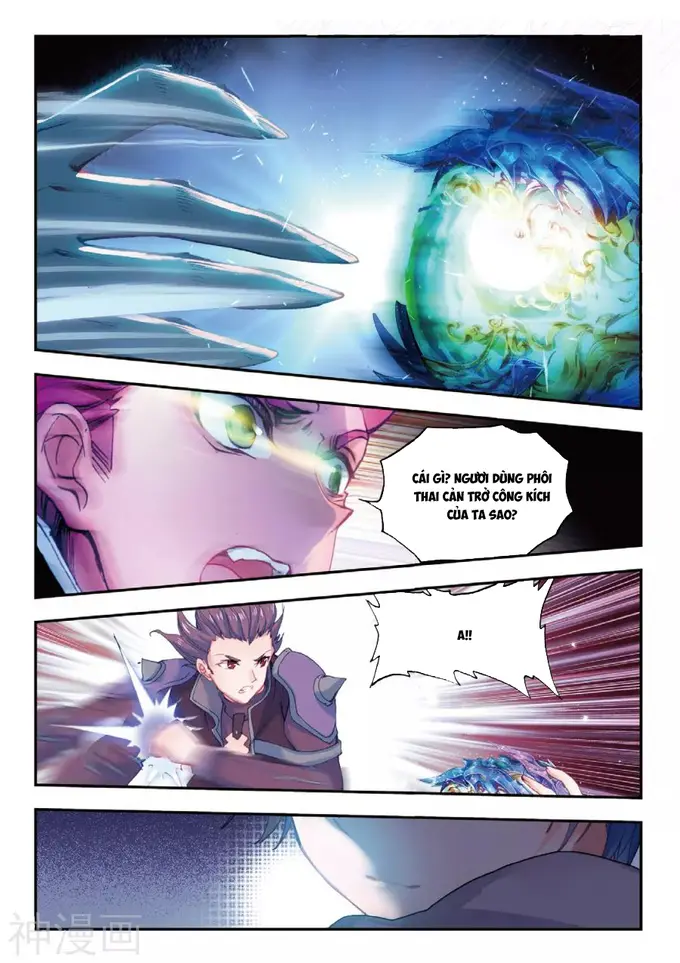 CÁI GÌ? NGƯƠI DÙNG PHÔI
THAI CẢN TRỞ CÔNG KÍCH
CỦA TA SAO?
A!!
神漫画